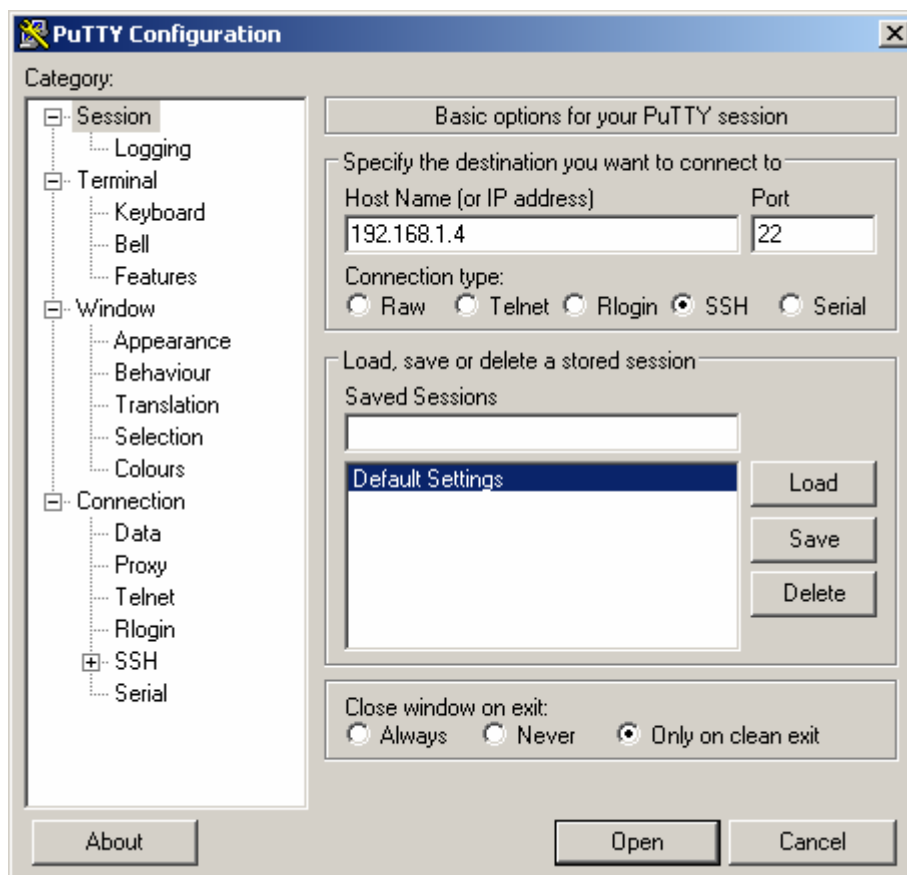 PuTTY Configuration
Category:
Session
Logging
Terminal
Keyboard
Bell
Features
Window
Appearance
Behaviour
Translation
Selection
Colours
Connection
Data
Proxy
Telnet
Rlogin
SSH
Serial
Basic options for your PuTTY session
Specify the destination you want to connect to
Host Name (or IP address) Port
192.168.1.4 22
Connection type:
Raw Telnet Rlogin SSH Serial
Load, save or delete a stored session
Saved Sessions
Default Settings
Load
Save
Delete
Close window on exit:
Always Never Only on clean exit
About Open Cancel